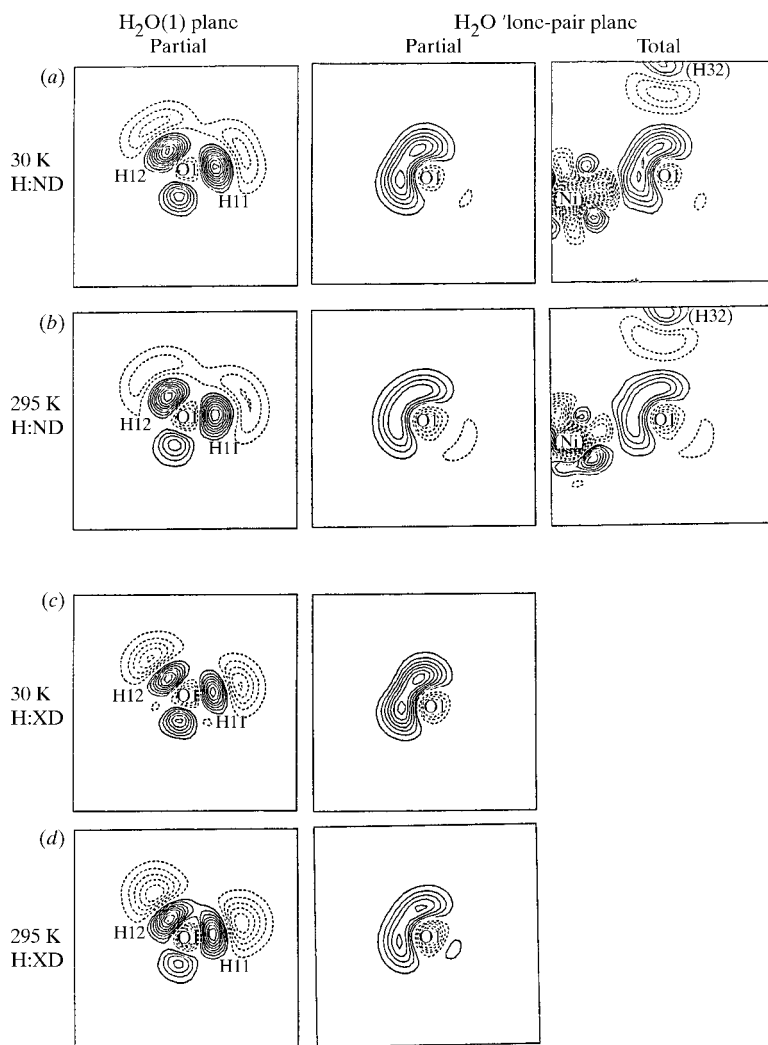 H2O(1) plane
H2O 'lone-pair plane
Partial
Partial
Total
(a)
30 K
H:ND
H12
O1
H11
O1
Ni
O1
(H32)
(b)
295 K
H:ND
H12
O1
H11
O1
Ni
O1
(H32)
(c)
30 K
H:XD
H12
O1
H11
O1
(d)
295 K
H:XD
H12
O1
H11
O1